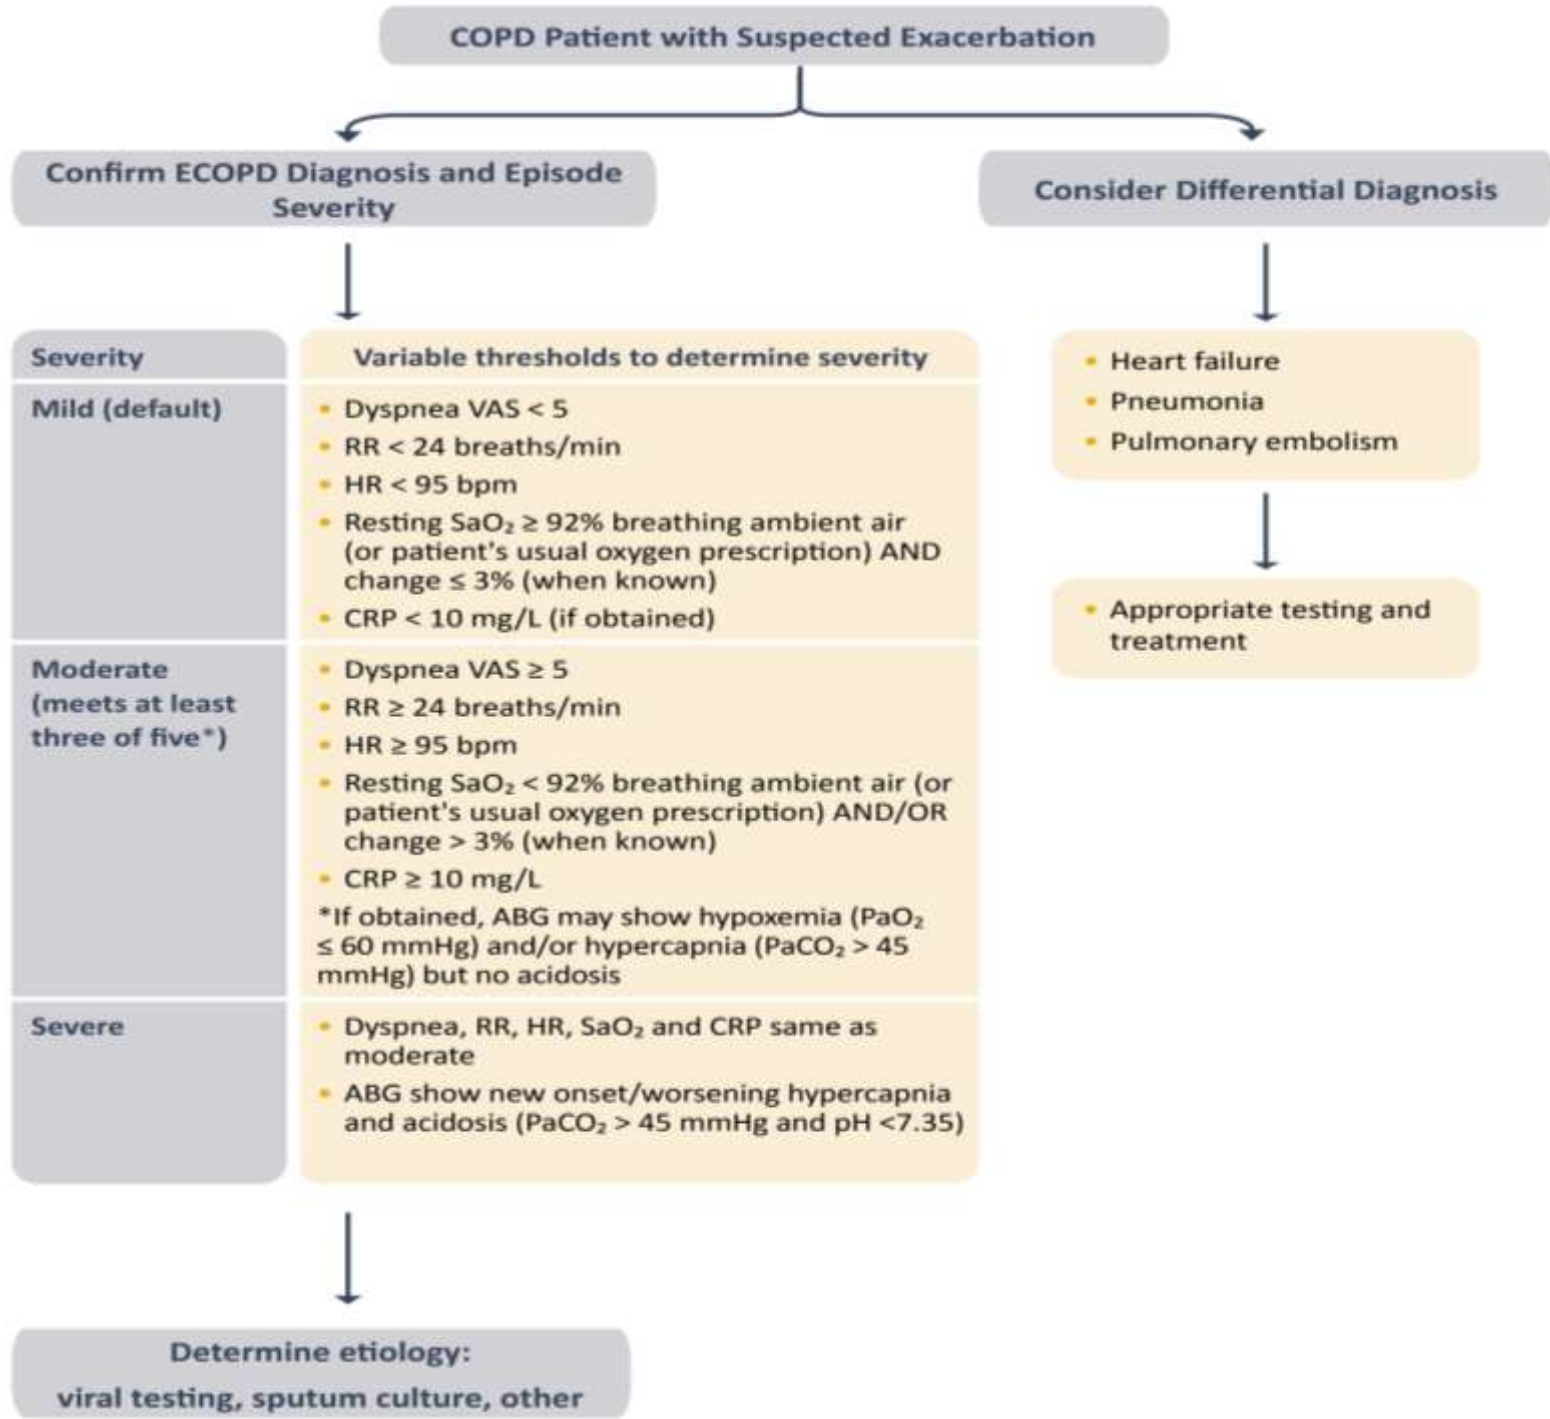 COPD Patient with Suspected Exacerbation
Confirm ECOPD Diagnosis and Episode
Severity
Consider Differential Diagnosis
Severity
Variable thresholds to determine severity
Mild (default)
• Dyspnea VAS < 5
• RR < 24 breaths/min
• HR < 95 bpm
• Resting SaO₂ ≥ 92% breathing ambient air
(or patient's usual oxygen prescription) AND
change ≤ 3% (when known)
• CRP < 10 mg/L (if obtained)
Moderate
(meets at least
three of five*)
• Dyspnea VAS ≥ 5
• RR ≥ 24 breaths/min
• HR ≥ 95 bpm
• Resting SaO₂ < 92% breathing ambient air (or
patient's usual oxygen prescription) AND/OR
change > 3% (when known)
• CRP ≥ 10 mg/L
*If obtained, ABG may show hypoxemia (PaO₂
≤ 60 mmHg) and/or hypercapnia (PaCO₂ > 45
mmHg) but no acidosis
Severe
• Dyspnea, RR, HR, SaO₂ and CRP same as
moderate
• ABG show new onset/worsening hypercapnia
and acidosis (PaCO₂ > 45 mmHg and pH <7.35)
• Heart failure
• Pneumonia
• Pulmonary embolism
• Appropriate testing and
treatment
Determine etiology:
viral testing, sputum culture, other